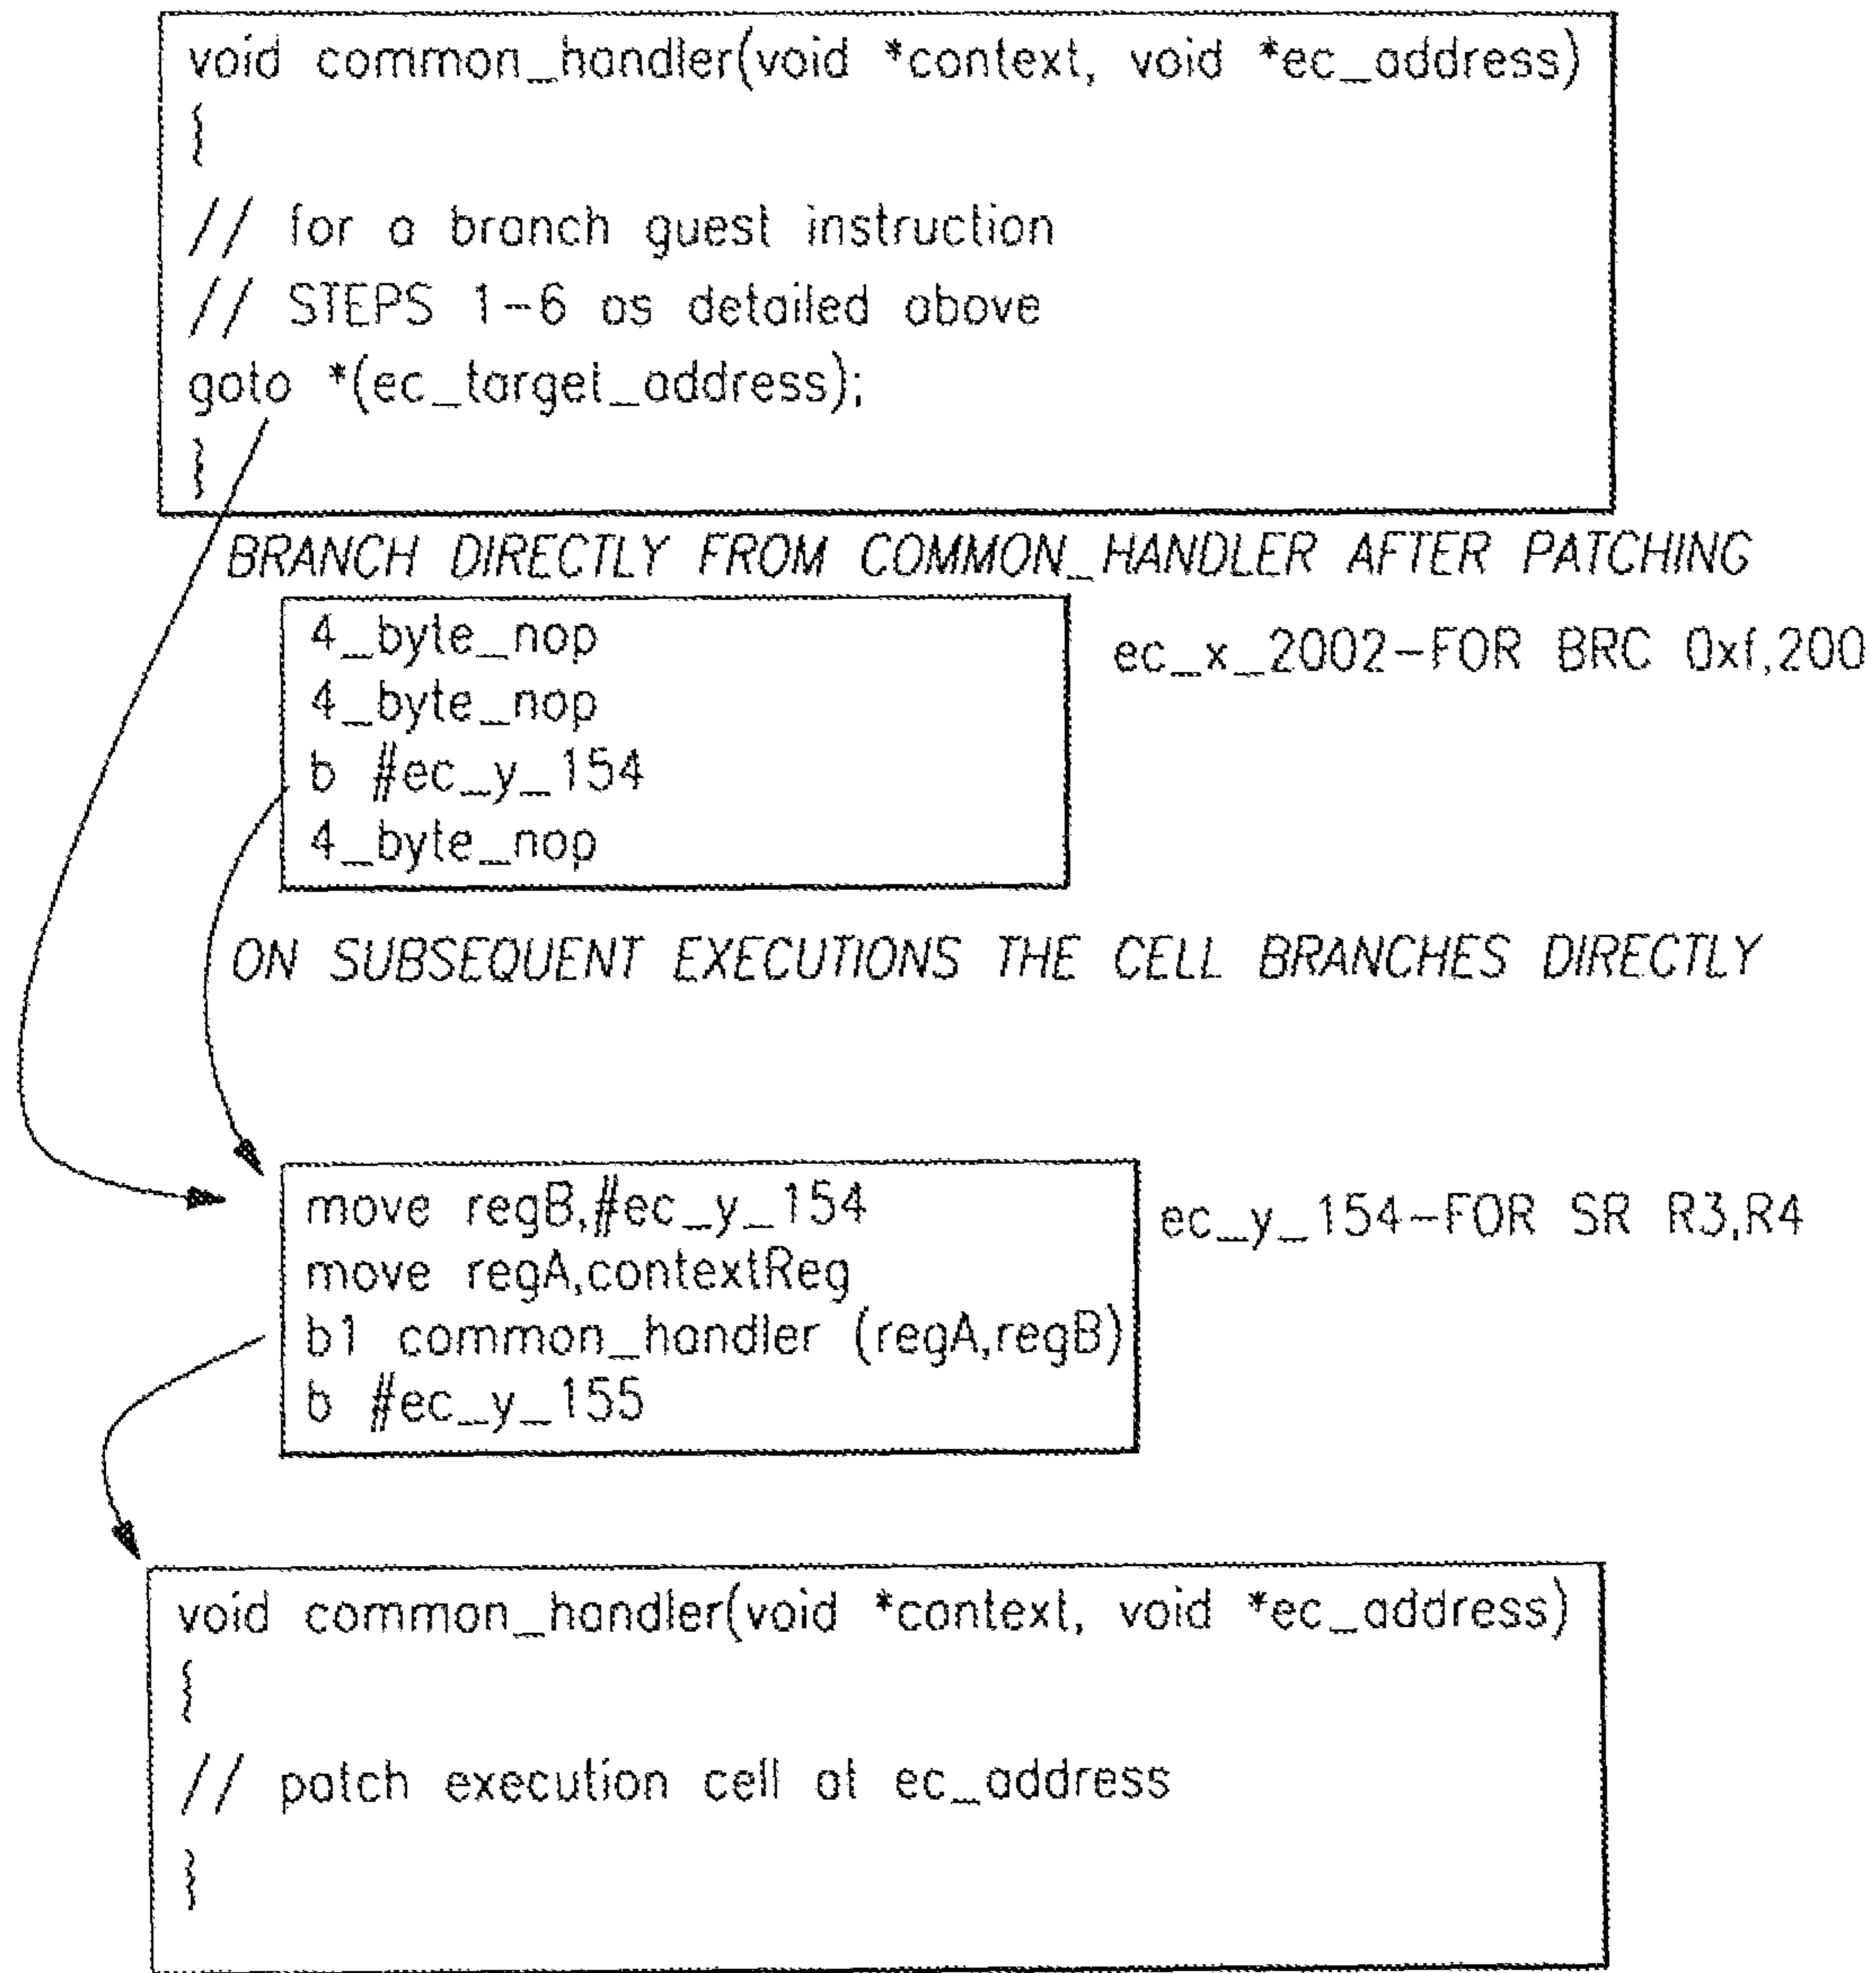 void common_handler(void *context, void *ec_address)
{
// for a branch guest instruction
// STEPS 1-6 as detailed above
goto *(ec_target_address);
}
BRANCH DIRECTLY FROM COMMON_HANDLER AFTER PATCHING
4_byte_nop
4_byte_nop
b #ec_y_154
4_byte_nop
ec_x_2002-FOR BRC 0xf,200
ON SUBSEQUENT EXECUTIONS THE CELL BRANCHES DIRECTLY
move regB,#ec_y_154
move regA,contextReg
b1 common_handler (regA,regB)
b #ec_y_155
ec_y_154-FOR SR R3,R4
void common_handler(void *context, void *ec_address)
{
// patch execution cell at ec_address
}